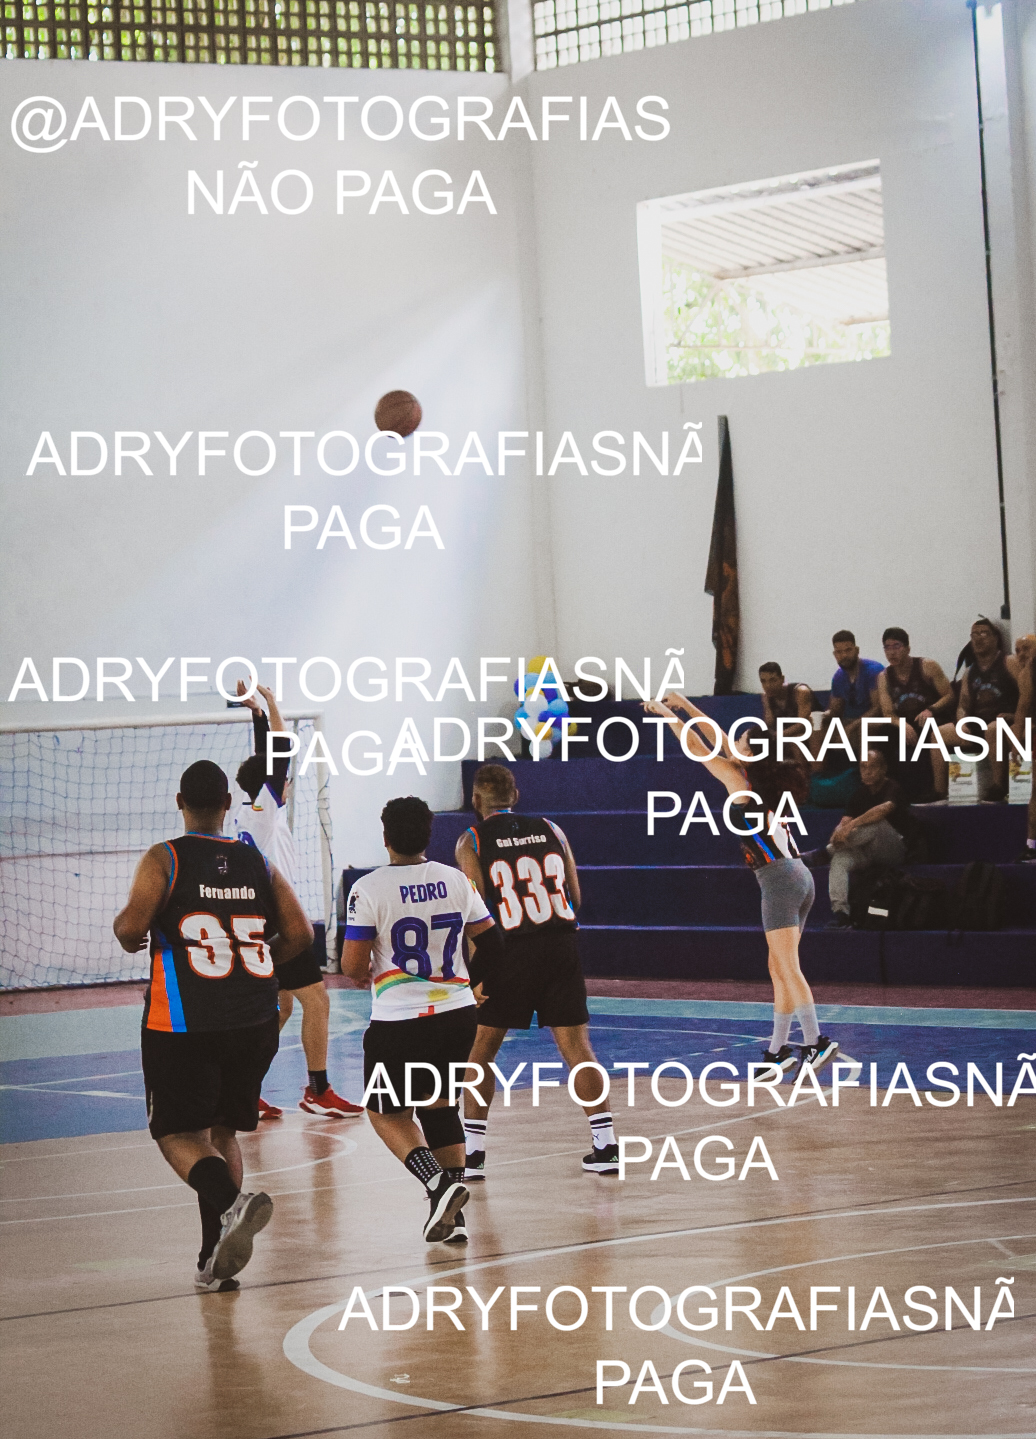 @ADRYFOTOGRAFIAS
NÃO PAGA
ADRYFOTOGRAFIASNÃ
PAGA
ADRYFOTOGRAFIASNÃ
PAGA
ADRYFOTOGRAFIASN
PAGA
Fernando
95
PEDRO
87
Gui Sorriso
333
ADRYFOTOGRAFIASNÃ
PAGA
ADRYFOTOGRAFIASNÃ
PAGA